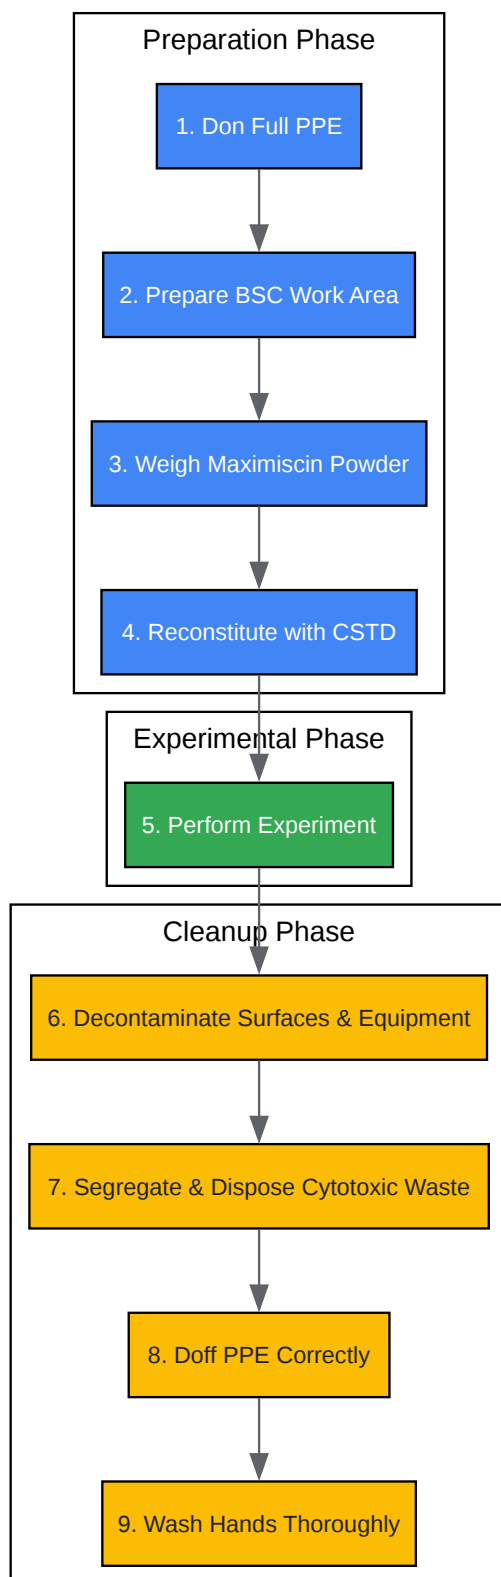 Preparation Phase
1. Don Full PPE
2. Prepare BSC Work Area
3. Weigh Maximiscin Powder
4. Reconstitute with CSTD
Experimental Phase
5. Perform Experiment
Cleanup Phase
6. Decontaminate Surfaces & Equipment
7. Segregate & Dispose Cytotoxic Waste
8. Doff PPE Correctly
9. Wash Hands Thoroughly